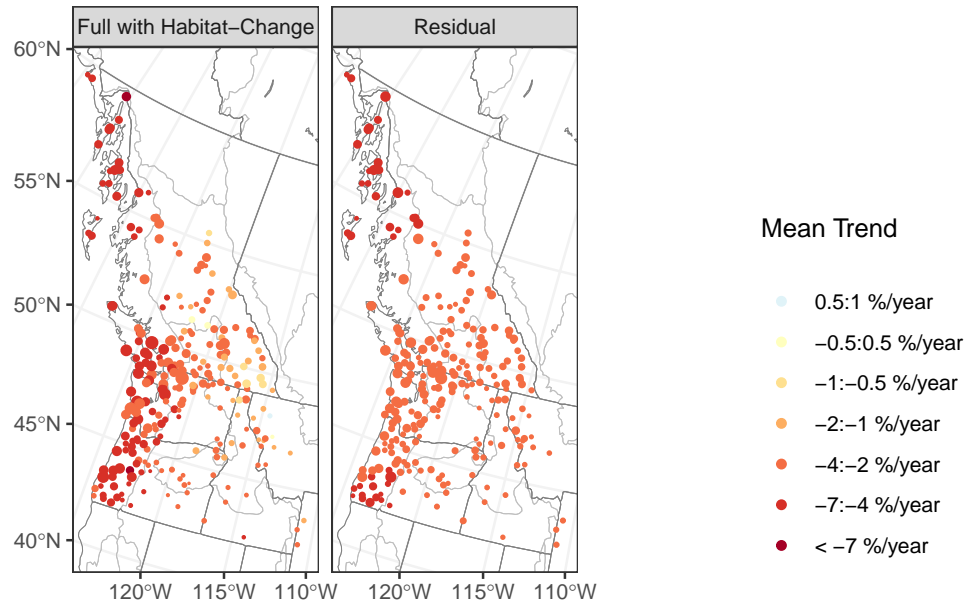 Full with Habitat−Change
Residual
60°N
55°N
50°N
45°N
40°N
120°W
115°W
110°W
120°W
115°W
110°W
Mean Trend
0.5:1 %/year
−0.5:0.5 %/year
−1:−0.5 %/year
−2:−1 %/year
−4:−2 %/year
−7:−4 %/year
< −7 %/year